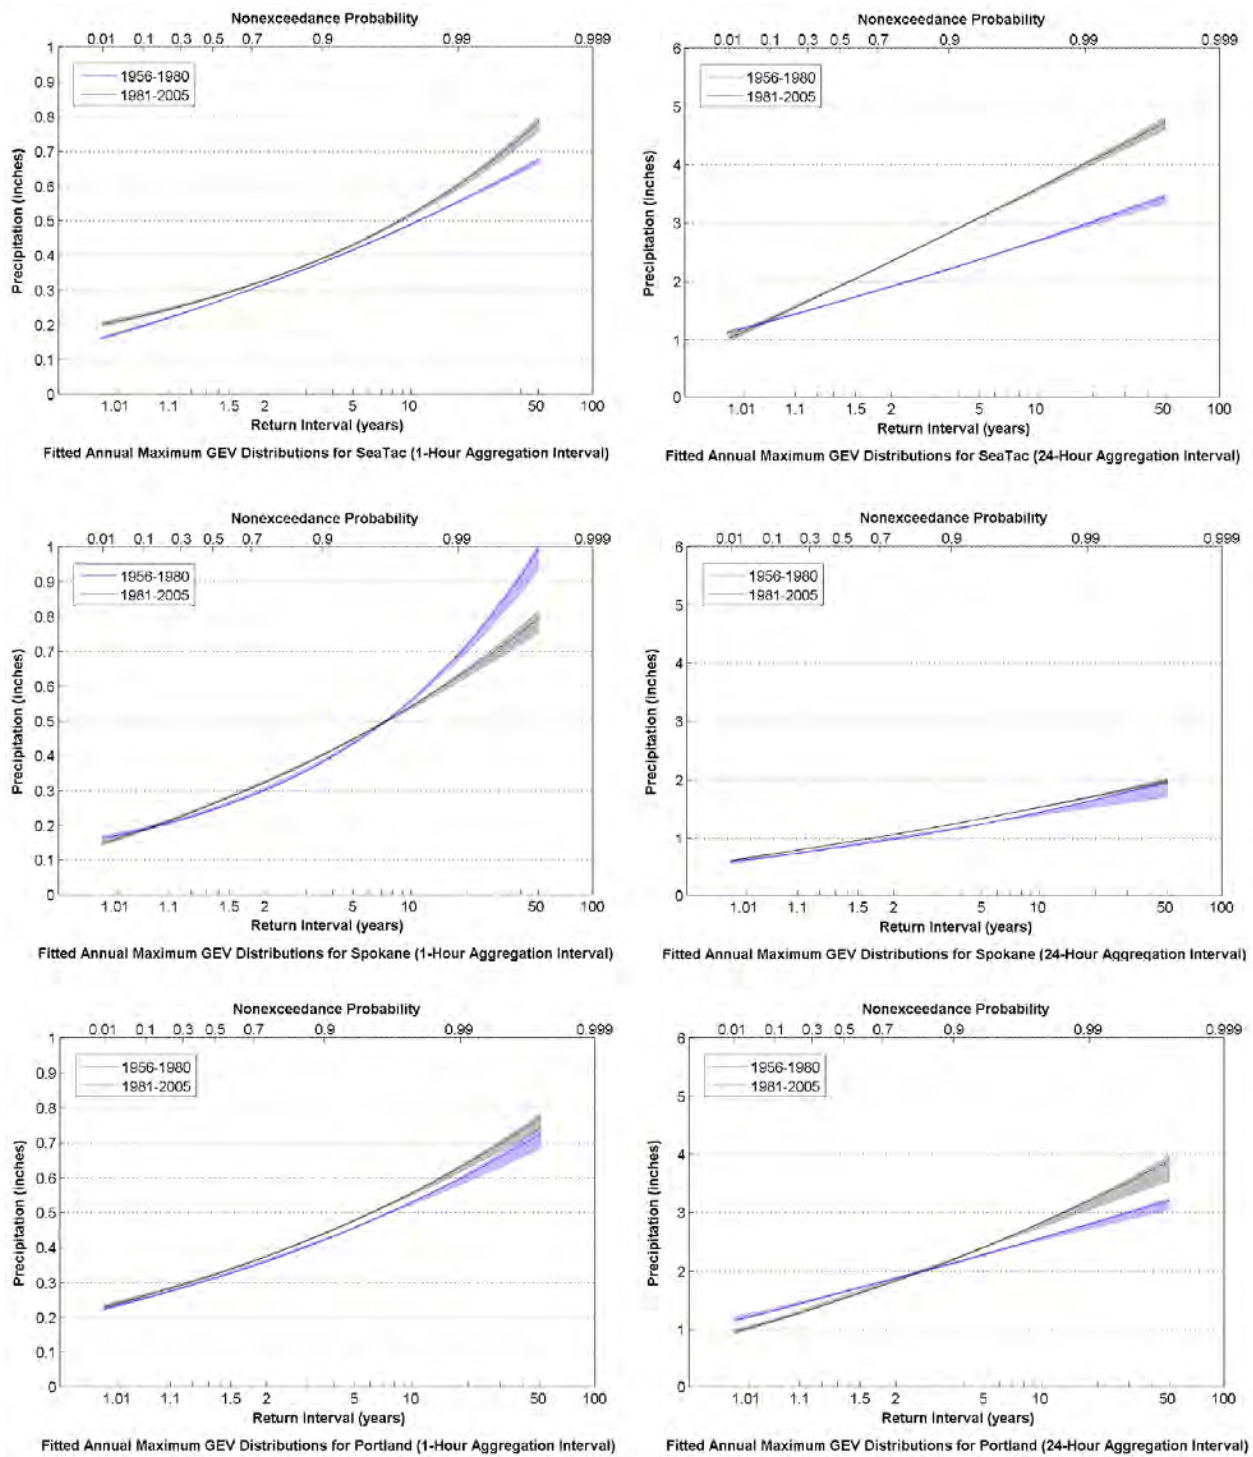 Nonexceedance Probability
0.01 0.1 0.3 0.5 0.7 0.9 0.99 0.999
1
0.9
0.8
0.7
0.6
0.5
0.4
0.3
0.2
0.1
0
Precipitation (inches)
1956-1980
1981-2005
1.01 1.1 1.5 2 5 10 50 100
Return Interval (years)
Fitted Annual Maximum GEV Distributions for SeaTac (1-Hour Aggregation Interval)
Nonexceedance Probability
0.01 0.1 0.3 0.5 0.7 0.9 0.99 0.999
6
5
4
3
2
1
0
Precipitation (inches)
1956-1980
1981-2005
1.01 1.1 1.5 2 5 10 50 100
Return Interval (years)
Fitted Annual Maximum GEV Distributions for SeaTac (24-Hour Aggregation Interval)
Nonexceedance Probability
0.01 0.1 0.3 0.5 0.7 0.9 0.99 0.999
1
0.9
0.8
0.7
0.6
0.5
0.4
0.3
0.2
0.1
0
Precipitation (inches)
1956-1980
1981-2005
1.01 1.1 1.5 2 5 10 50 100
Return Interval (years)
Fitted Annual Maximum GEV Distributions for Spokane (1-Hour Aggregation Interval)
Nonexceedance Probability
0.01 0.1 0.3 0.5 0.7 0.9 0.99 0.999
6
5
4
3
2
1
0
Precipitation (inches)
1956-1980
1981-2005
1.01 1.1 1.5 2 5 10 50 100
Return Interval (years)
Fitted Annual Maximum GEV Distributions for Spokane (24-Hour Aggregation Interval)
Nonexceedance Probability
0.01 0.1 0.3 0.5 0.7 0.9 0.99 0.999
1
0.9
0.8
0.7
0.6
0.5
0.4
0.3
0.2
0.1
0
Precipitation (inches)
1956-1980
1981-2005
1.01 1.1 1.5 2 5 10 50 100
Return Interval (years)
Fitted Annual Maximum GEV Distributions for Portland (1-Hour Aggregation Interval)
Nonexceedance Probability
0.01 0.1 0.3 0.5 0.7 0.9 0.99 0.999
6
5
4
3
2
1
0
Precipitation (inches)
1956-1980
1981-2005
1.01 1.1 1.5 2 5 10 50 100
Return Interval (years)
Fitted Annual Maximum GEV Distributions for Portland (24-Hour Aggregation Interval)